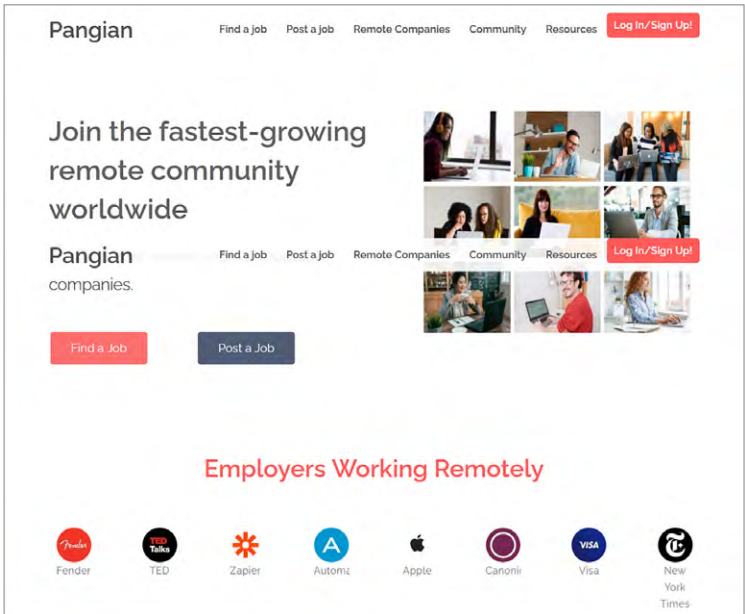 Pangian Find a job Post a job Remote Companies Community Resources Log In/Sign Up!
Join the fastest-growing
remote community
worldwide
Pangian Find a job Post a job Remote Companies Community Resources Log In/Sign Up!
companies.
Find a Job Post a Job
Employers Working Remotely
Fender
TED
Talks
A
VISA
Fender TED Zapier Automa Apple Canonic Visa New
York
Times